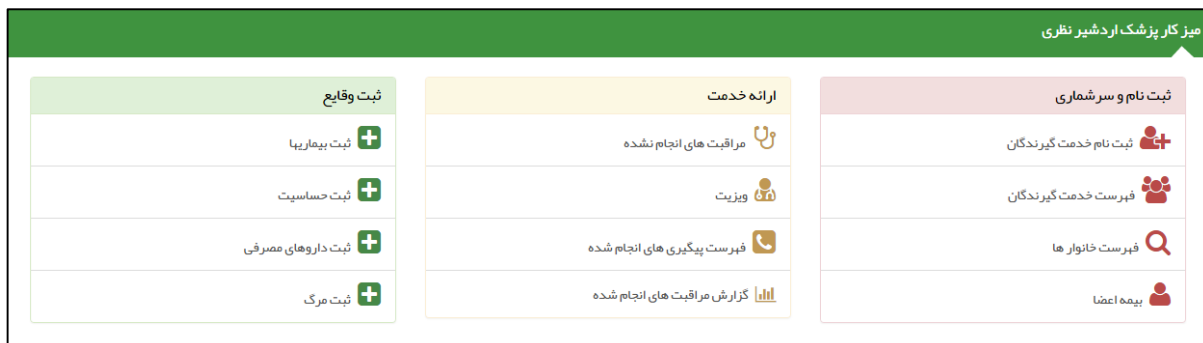 میز کار پزشک اردشیر نظری
ثبت نام و سرشماری
ثبت نام خدمت گیرندگان
فهرست خدمت گیرندگان
فهرست خانوار ها
بیمه اعضا
ارائه خدمت
مراقبت های انجام نشده
ویزیت
فهرست پیگیری های انجام شده
گزارش مراقبت های انجام شده
ثبت وقایع
ثبت بیماریها
ثبت حساسیت
ثبت داروهای مصرفی
ثبت مرگ